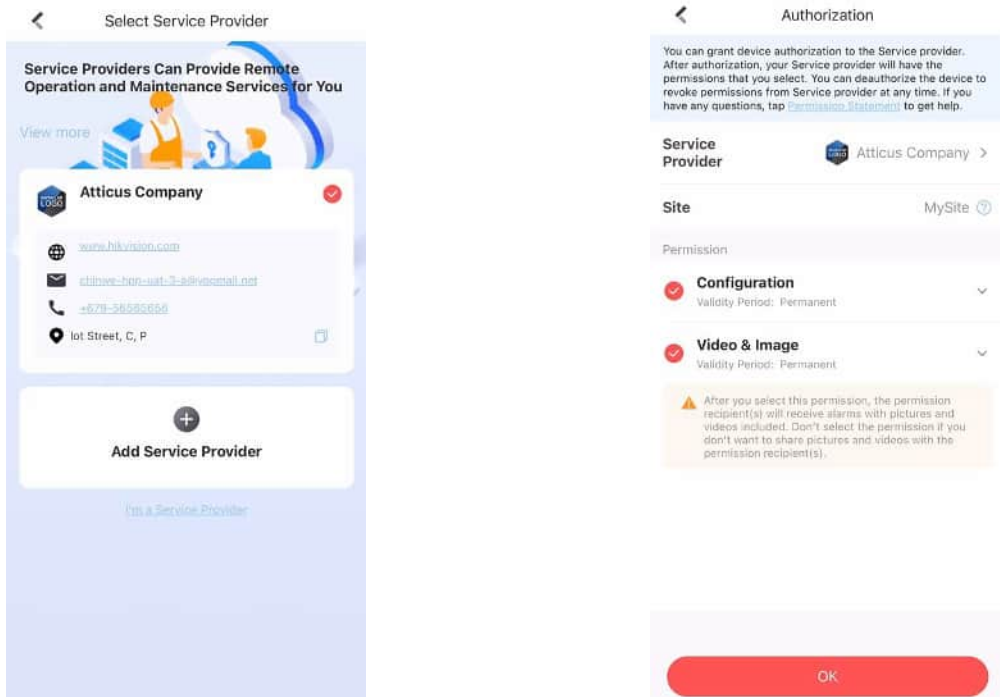 Select Service Provider
Service Providers Can Provide Remote
Operation and Maintenance Services for You
View more
Atticus Company
www.hikvision.com
+679-56565656
lot Street, C, P
Add Service Provider
I'm a Service Provider
Authorization
You can grant device authorization to the Service provider.
After authorization, your Service provider will have the
permissions that you select. You can deauthorize the device to
revoke permissions from Service provider at any time. If you
have any questions, tap Permission Statement to get help.
Service
Provider
Atticus Company
Site
MySite
Permission
Configuration
Validity Period: Permanent
Video & Image
Validity Period: Permanent
After you select this permission, the permission
recipient(s) will receive alarms with pictures and
videos included. Don't select the permission if you
don't want to share pictures and videos with the
permission recipient(s).
OK